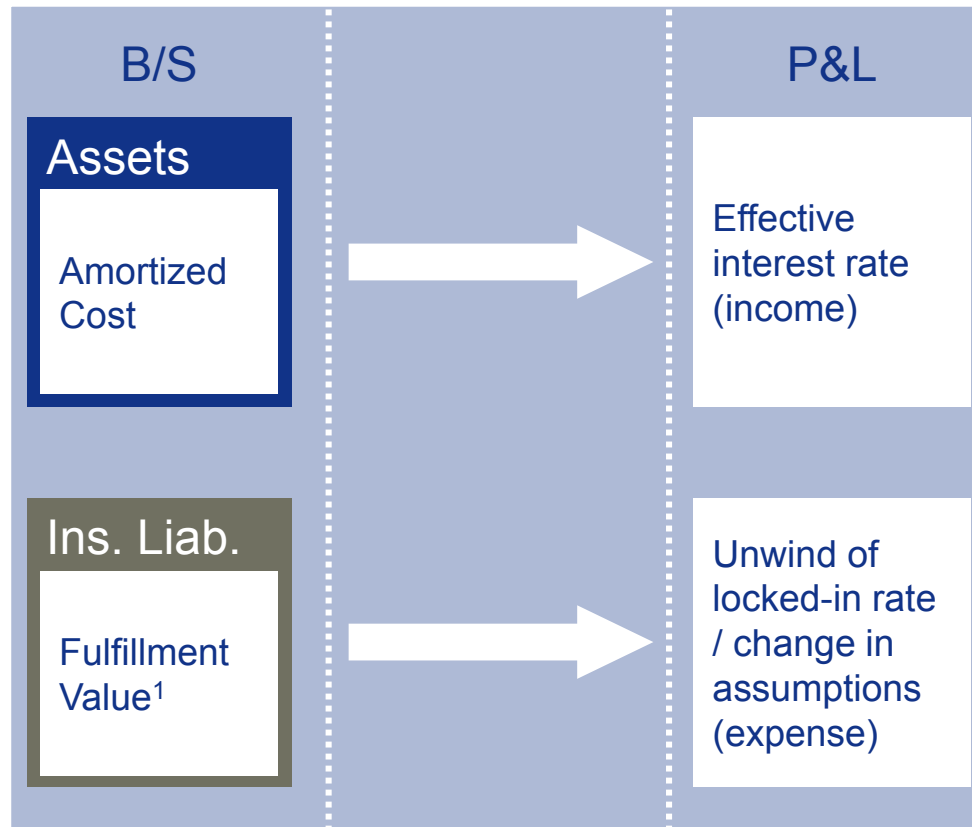 B/S
P&L
Assets
Amortized
Cost
Effective
interest rate
(income)
Ins. Liab.
Fulfillment
Value¹
Unwind of
locked-in rate
/ change in
assumptions
(expense)